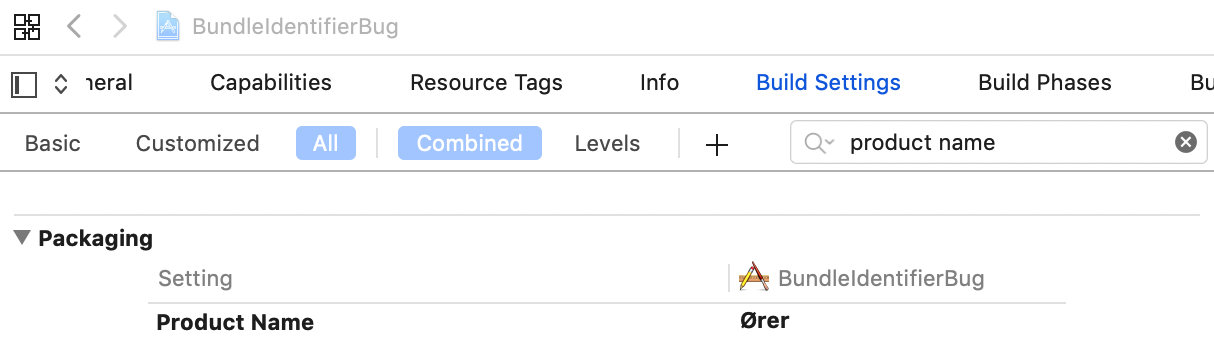 BundleIdentifierBug
neral Capabilities Resource Tags Info Build Settings Build Phases Bu
Basic Customized All Combined Levels + product name
Packaging
Setting BundleIdentifierBug
Product Name Ører